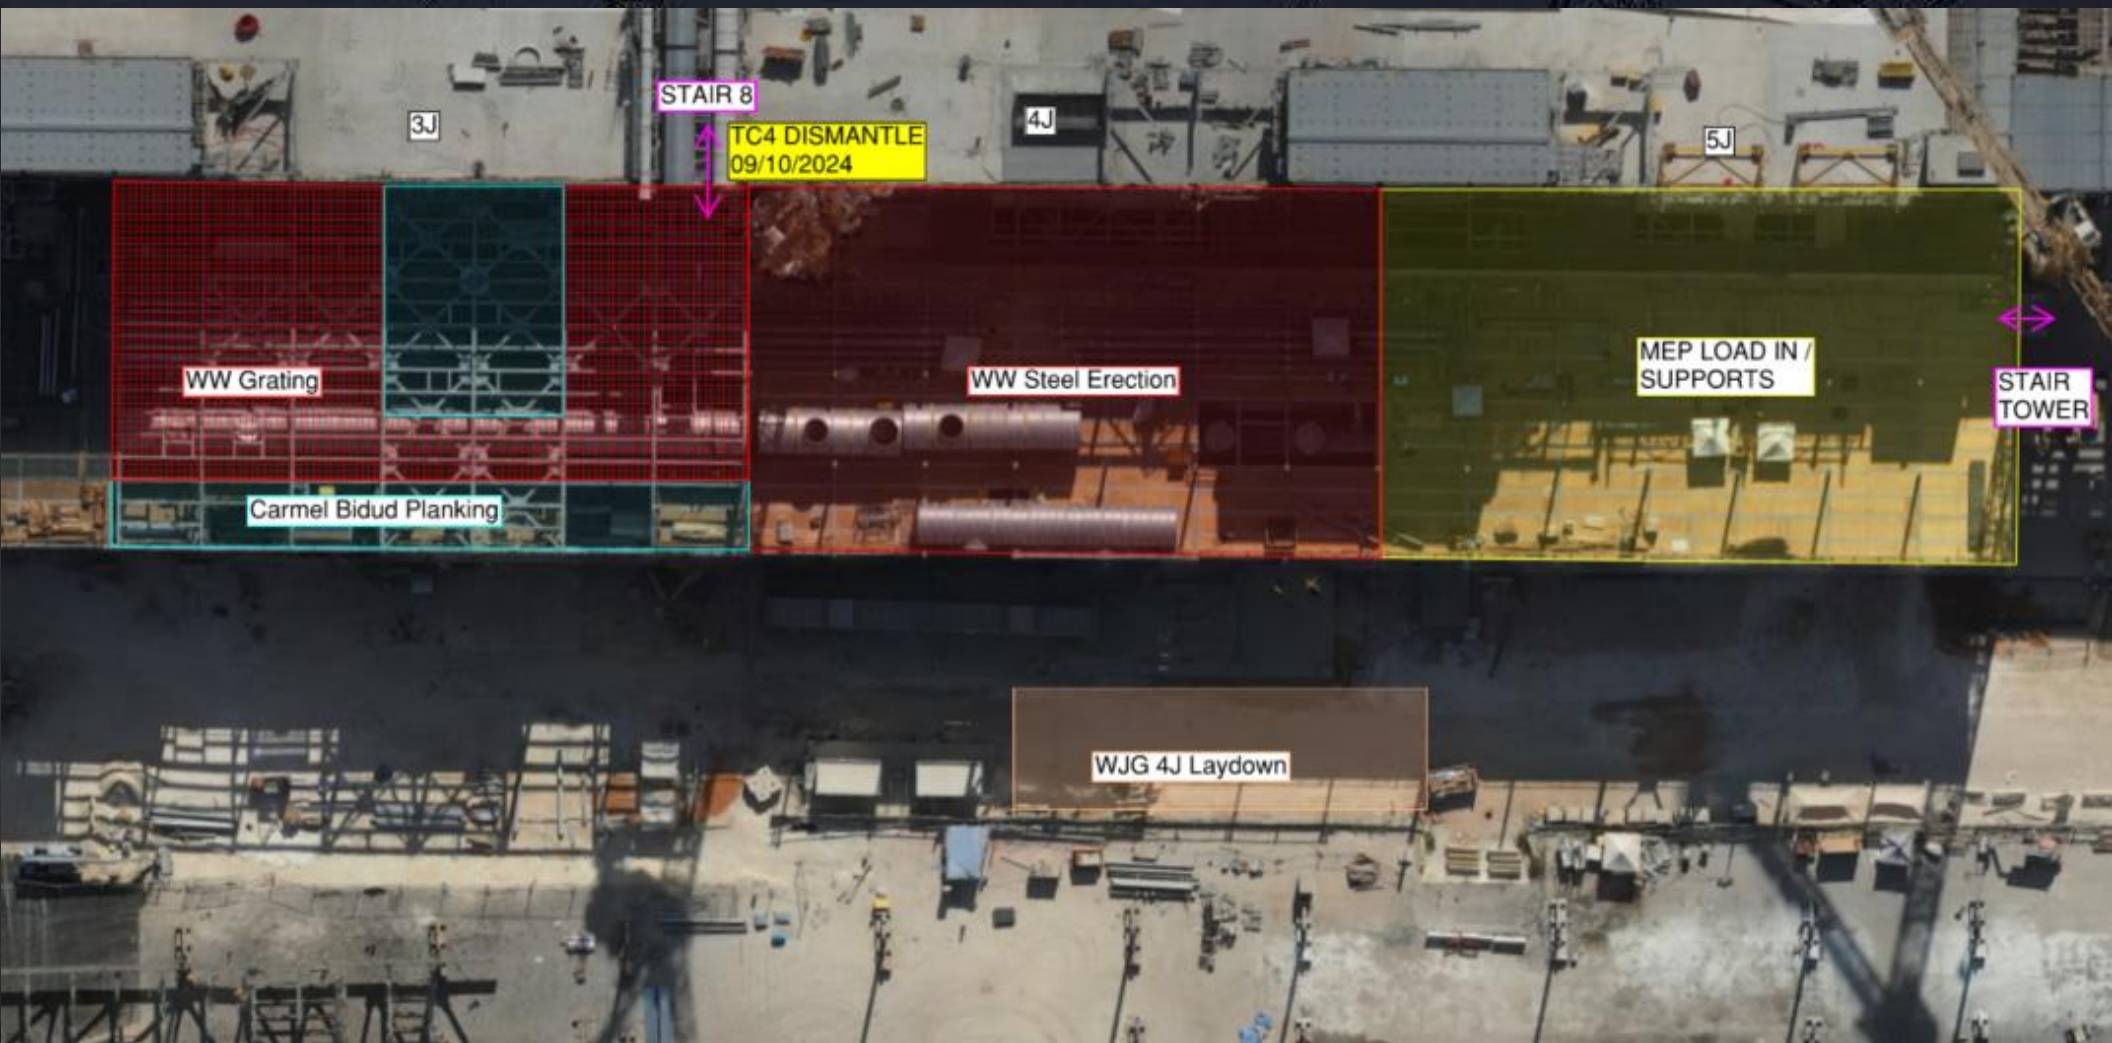 STAIR 8
3J
4J
TC4 DISMANTLE
09/10/2024
5J
MEP LOAD IN /
SUPPORTS
WW Grating
WW Steel Erection
STAIR
TOWER
Carmel Bidud Planking
WJG 4J Laydown